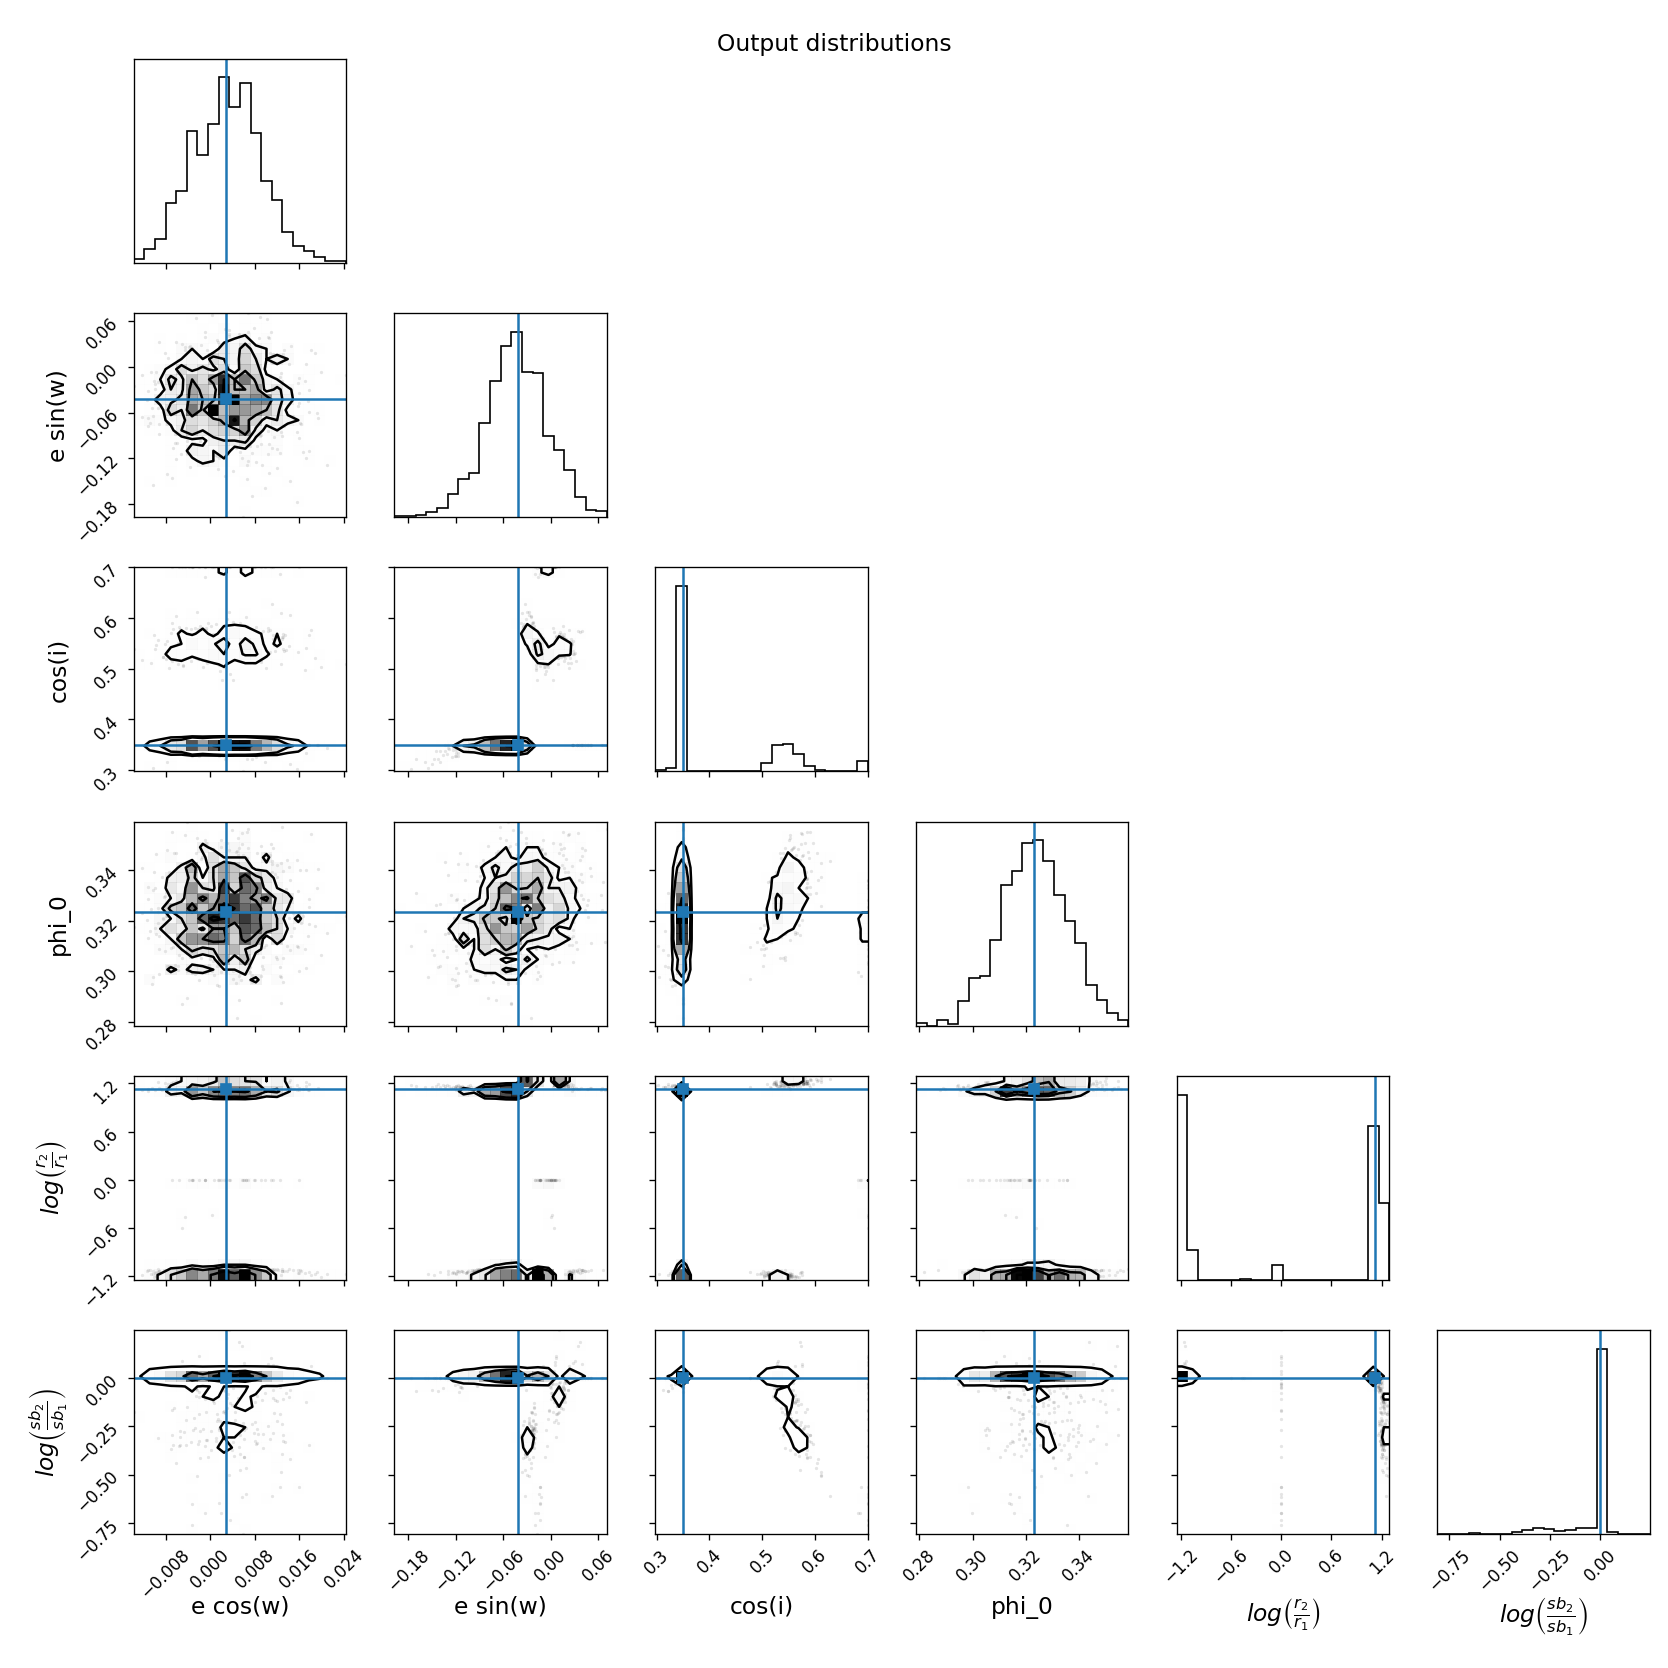 Output distributions
0.06
0.00
−0.06
−0.12
−0.18
e sin(w)
0.7
0.6
0.5
0.4
0.3
cos(i)
0.34
0.32
0.30
0.28
phi_0
1.2
0.6
0.0
−0.6
−1.2
log(r₂/r₁)
0.00
−0.25
−0.50
−0.75
log(sb₂/sb₁)
−0.008 0.000 0.008 0.016 0.024
−0.18 −0.12 −0.06 0.00 0.06
0.3 0.4 0.5 0.6 0.7
0.28 0.30 0.32 0.34
−1.2 −0.6 0.0 0.6 1.2
−0.75 −0.50 −0.25 0.00
e cos(w) e sin(w) cos(i) phi_0 log(r₂/r₁) log(sb₂/sb₁)